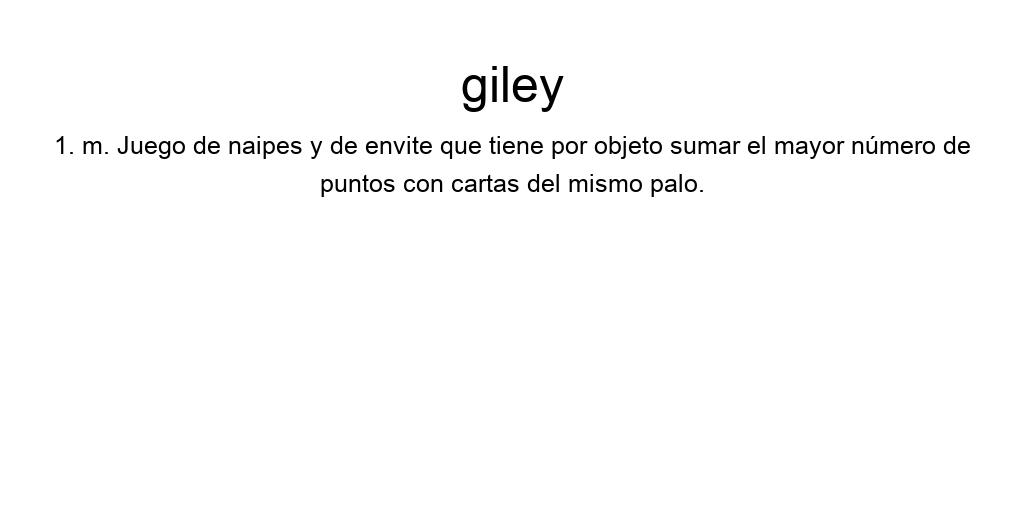 giley
1. m. Juego de naipes y de envite que tiene por objeto sumar el mayor número de
puntos con cartas del mismo palo.